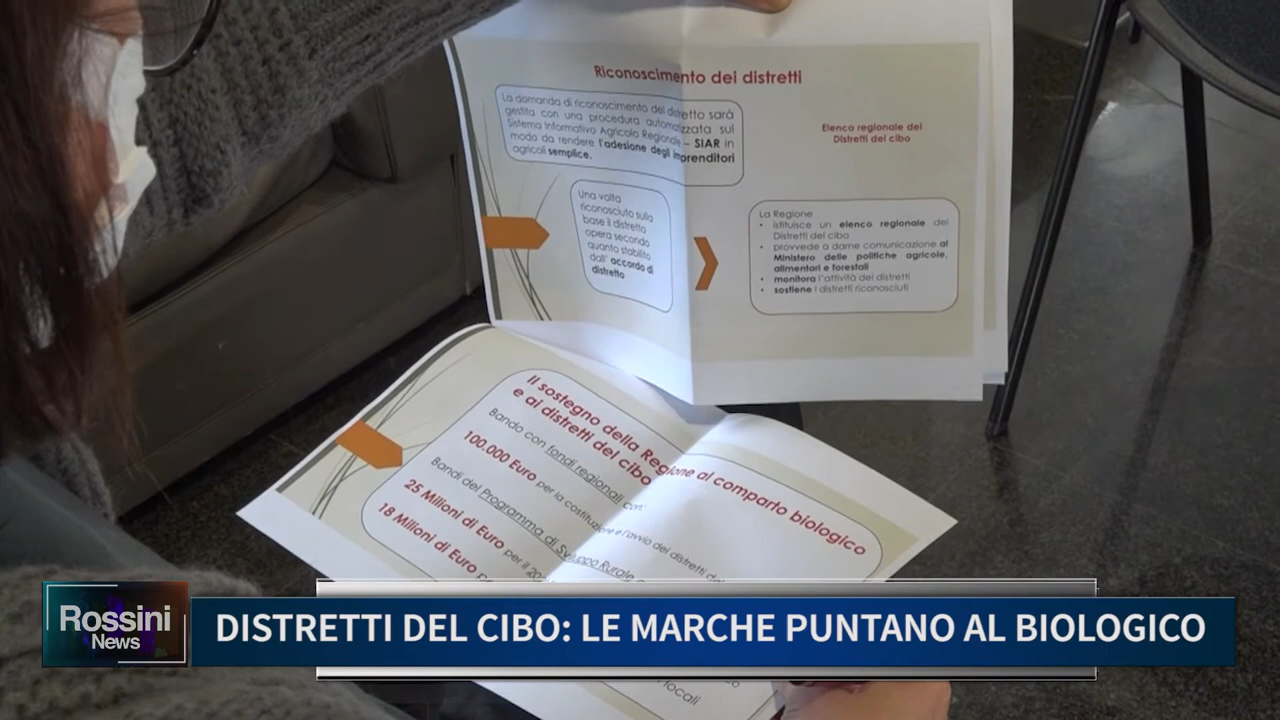 Riconoscimento dei distretti
La domanda di riconoscimento del distretto sarà
gestita con una procedura automatizzata sul
Sistema Informativo Agricolo Regionale – SIAR in
modo da rendere l'adesione degli imprenditori
agricoli semplice.
Elenco regionale dei
Distretti del cibo
Una volta
riconosciuto sulla
base il distretto
opera secondo
quanto stabilito
dall' accordo di
distretto
La Regione
• istituisce un elenco regionale dei
Distretti del cibo
• provvede a darne comunicazione al
Ministero delle politiche agricole,
alimentari e forestali
• monitora l'attività dei distretti
• sostiene i distretti riconosciuti
Il sostegno della Regione al comparto biologico
e ai distretti del cibo
Bando con fondi regionali con:
100.000 Euro per la costituzione e l'avvio dei distretti del
Bandi del Programma di Sviluppo Rurale
25 Milioni di Euro per il
18 Milioni di Euro
Rossini
News
DISTRETTI DEL CIBO: LE MARCHE PUNTANO AL BIOLOGICO
locali